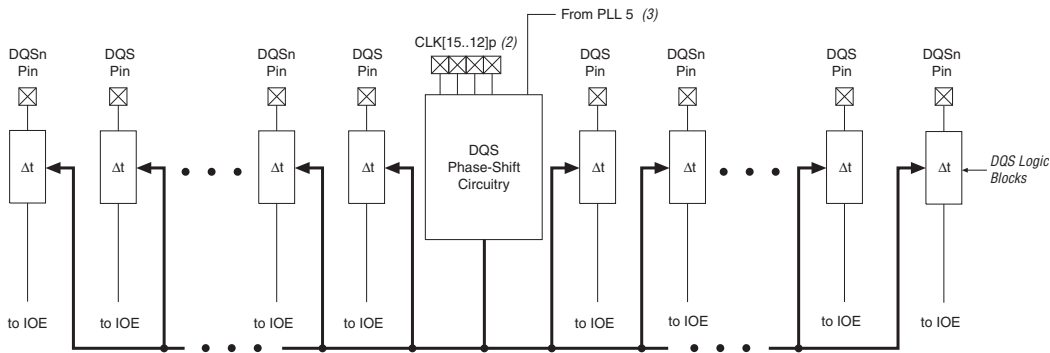 From PLL 5 (3)
CLK[15..12]p (2)
DQSn
Pin
DQS
Pin
DQSn
Pin
DQS
Pin
DQS
Pin
DQSn
Pin
DQS
Pin
DQSn
Pin
Δt
Δt
Δt
Δt
DQS
Phase-Shift
Circuitry
Δt
Δt
Δt
Δt
DQS Logic
Blocks
to IOE
to IOE
to IOE
to IOE
to IOE
to IOE
to IOE
to IOE